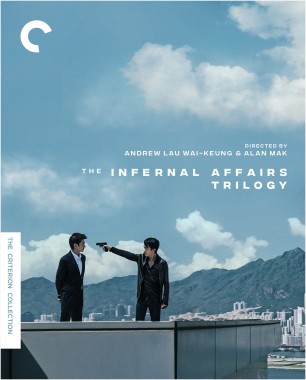 DIRECTED BY
ANDREW LAU WAI-KEUNG & ALAN MAK
THE INFERNAL AFFAIRS
TRILOGY
THE CRITERION COLLECTION